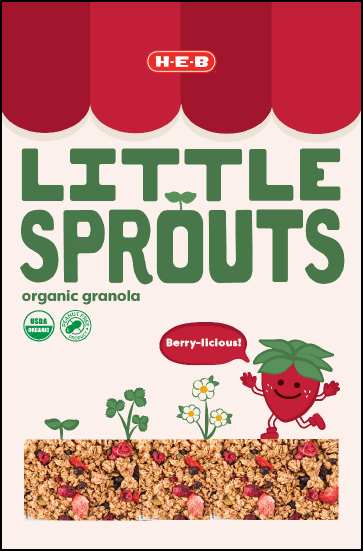 H-E-B
LITTLE
SPROUTS
organic granola
USDA
ORGANIC
PEANUT FREE
Berry-licious!